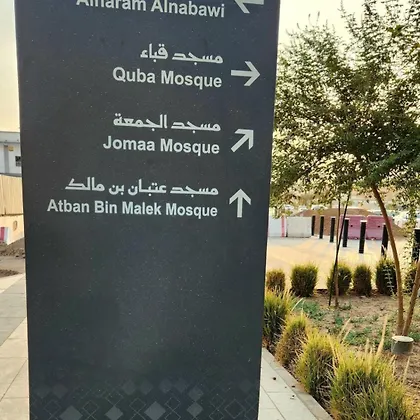 Alharam Alnabawi
مسجد قباء
Quba Mosque
مسجد الجمعة
Jomaa Mosque
مسجد عتبان بن مالك
Atban Bin Malek Mosque